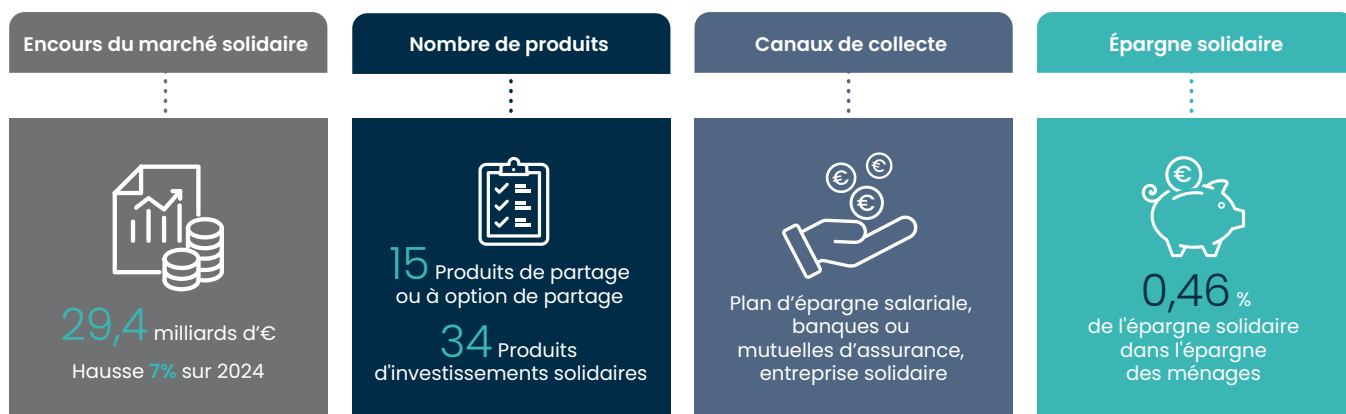 Encours du marché solidaire
29,4 milliards d'€
Hausse 7% sur 2024
Nombre de produits
15 Produits de partage
ou à option de partage
34 Produits
d'investissements solidaires
Canaux de collecte
€ € €
Plan d'épargne salariale,
banques ou
mutuelles d'assurance,
entreprise solidaire
Épargne solidaire
€
0,46 %
de l'épargne solidaire
dans l'épargne
des ménages